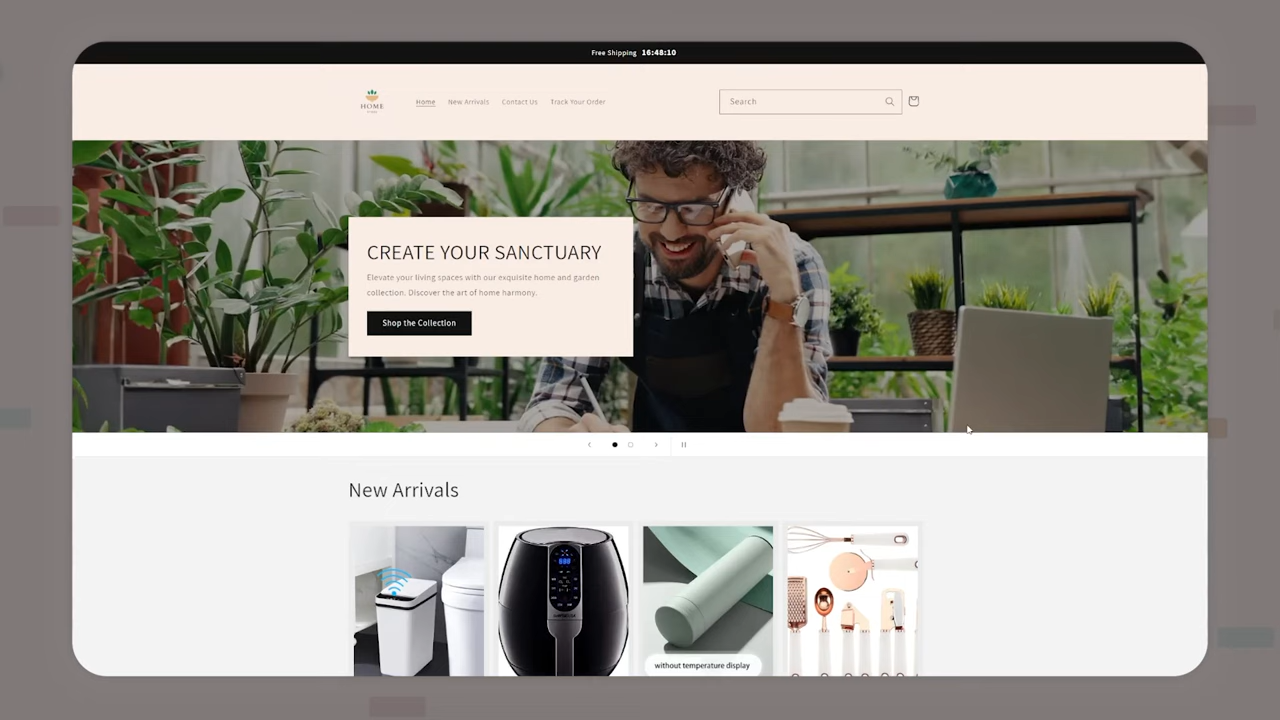 Free Shipping 16:48:10
HOME
Home New Arrivals Contact Us Track Your Order
Search
CREATE YOUR SANCTUARY
Elevate your living spaces with our exquisite home and garden
collection. Discover the art of home harmony.
Shop the Collection
New Arrivals
without temperature display